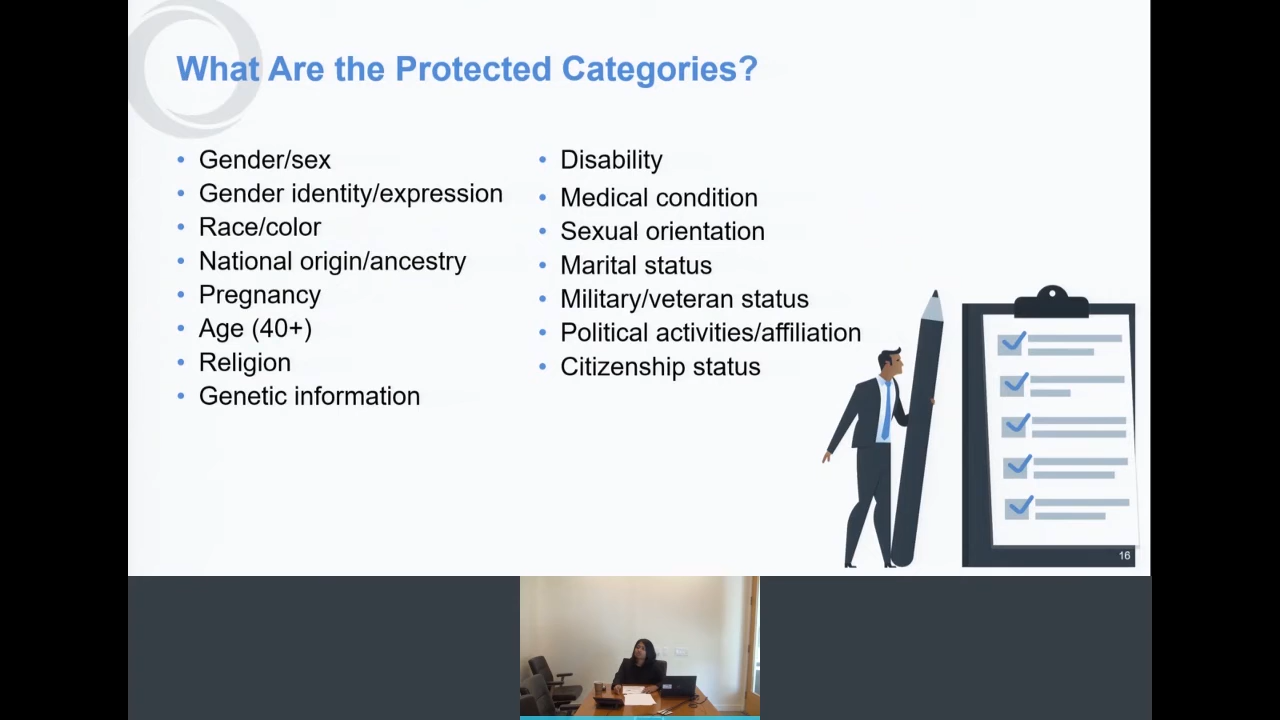 What Are the Protected Categories?
• Gender/sex
• Gender identity/expression
• Race/color
• National origin/ancestry
• Pregnancy
• Age (40+)
• Religion
• Genetic information
• Disability
• Medical condition
• Sexual orientation
• Marital status
• Military/veteran status
• Political activities/affiliation
• Citizenship status
16